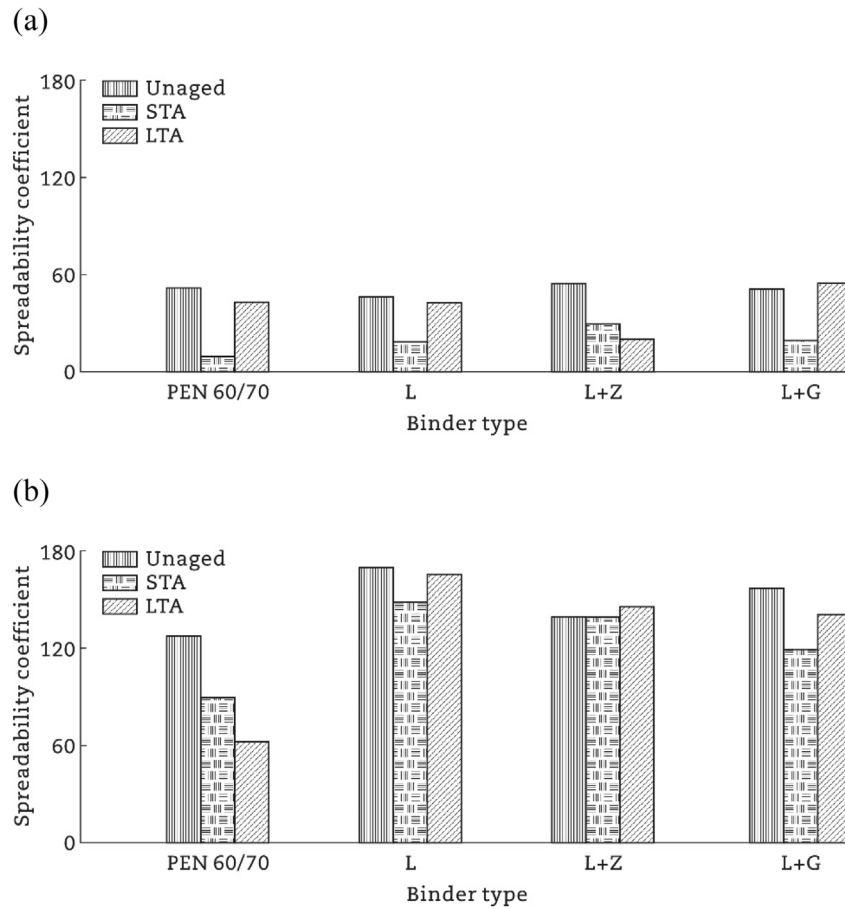 (a)
180
120
60
0
Spreadability coefficient
Unaged
STA
LTA
PEN 60/70 L L+Z L+G
Binder type
(b)
180
120
60
0
Spreadability coefficient
Unaged
STA
LTA
PEN 60/70 L L+Z L+G
Binder type